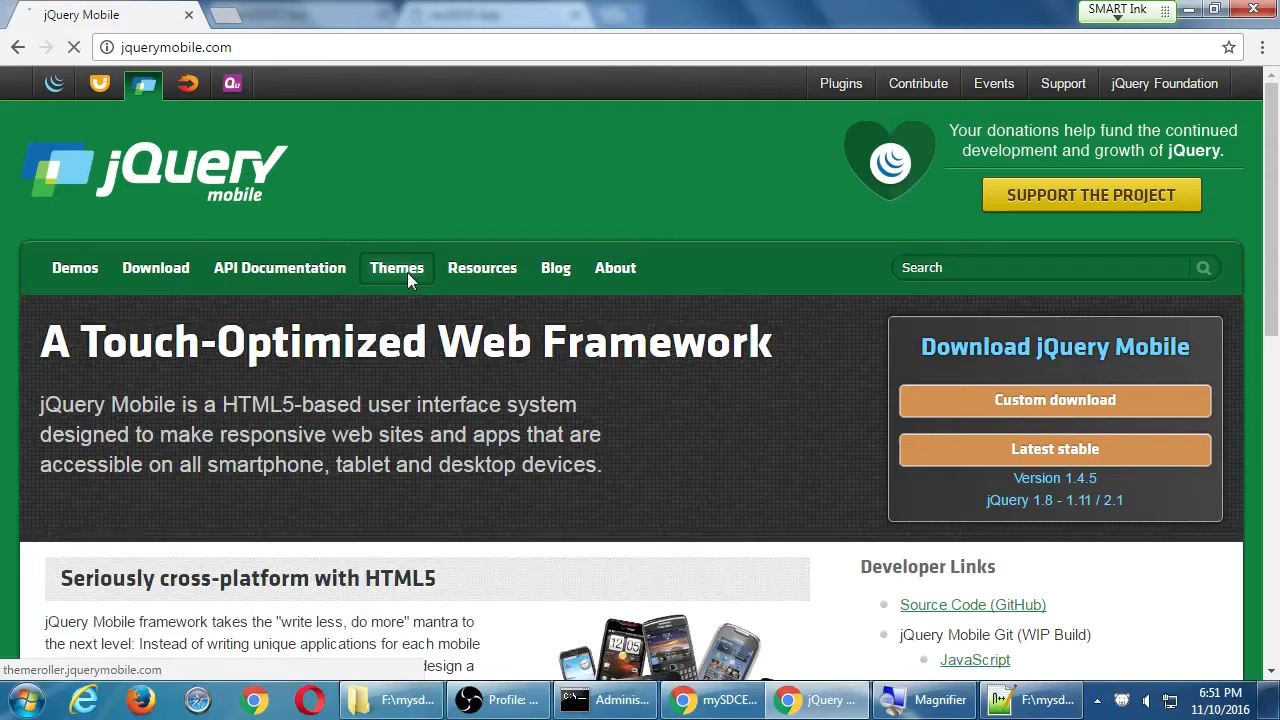 jQuery Mobile
SMART Ink
jquerymobile.com
Plugins
Contribute
Events
Support
jQuery Foundation
Qu
jQuery
mobile
Your donations help fund the continued
development and growth of jQuery.
SUPPORT THE PROJECT
Demos
Download
API Documentation
Themes
Resources
Blog
About
Search
A Touch-Optimized Web Framework
jQuery Mobile is a HTML5-based user interface system
designed to make responsive web sites and apps that are
accessible on all smartphone, tablet and desktop devices.
Download jQuery Mobile
Custom download
Latest stable
Version 1.4.5
jQuery 1.8 - 1.11 / 2.1
Seriously cross-platform with HTML5
jQuery Mobile framework takes the "write less, do more" mantra to
the next level: Instead of writing unique applications for each mobile
design a
Developer Links
Source Code (GitHub)
jQuery Mobile Git (WIP Build)
JavaScript
themeroller.jquerymobile.com
F:\mysd...
Profile: ...
Adminis...
mySDCE...
jQuery ...
Magnifier
F:\mysd...
6:51 PM
11/10/2016